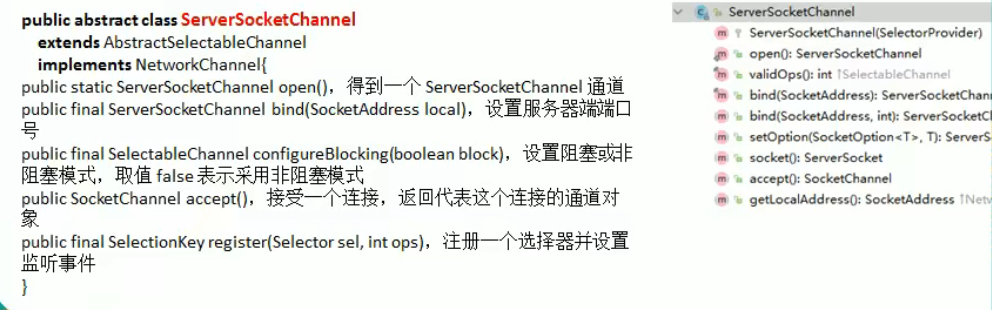 public abstract class ServerSocketChannel
extends AbstractSelectableChannel
implements NetworkChannel{
public static ServerSocketChannel open()，得到一个 ServerSocketChannel 通道
public final ServerSocketChannel bind(SocketAddress local)，设置服务器端端口
号
public final SelectableChannel configureBlocking(boolean block)，设置阻塞或非
阻塞模式，取值 false 表示采用非阻塞模式
public SocketChannel accept()，接受一个连接，返回代表这个连接的通道对
象
public final SelectionKey register(Selector sel, int ops)，注册一个选择器并设置
监听事件
}
ServerSocketChannel
ServerSocketChannel(SelectorProvider)
open(): ServerSocketChannel
validOps(): int ↑SelectableChannel
bind(SocketAddress): ServerSocketChann
bind(SocketAddress, int): ServerSocketCl
setOption(SocketOption<T>, T): ServerS
socket(): ServerSocket
accept(): SocketChannel
getLocalAddress(): SocketAddress ↑Netw